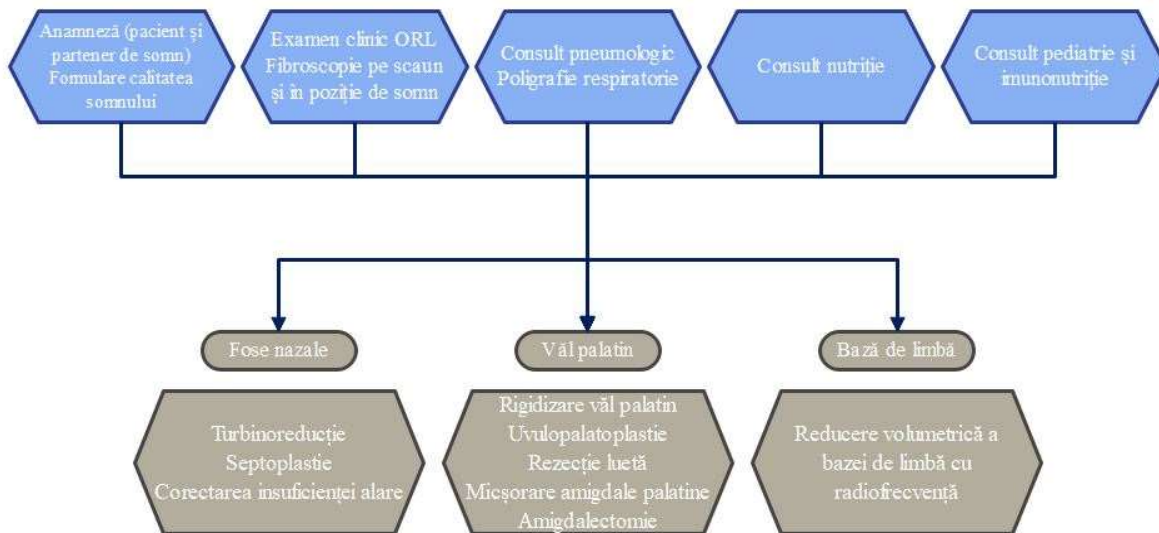 Anamneză (pacient și
partener de somn)
Formulare calitatea
somnului
Examen clinic ORL
Fibroscopie pe scaun
și în poziție de somn
Consult pneumologic
Poligrafie respiratorie
Consult nutriție
Consult pediatrie și
imunonutriție
Fose nazale
Văl palatin
Bază de limbă
Turbinoreducție
Septoplastie
Corectarea insuficienței alare
Rigidizare văl palatin
Uvulopalatoplastie
Rezecție luetă
Micșorare amigdale palatine
Amigdalectomie
Reducere volumetrică a
bazei de limbă cu
radiofrecvență